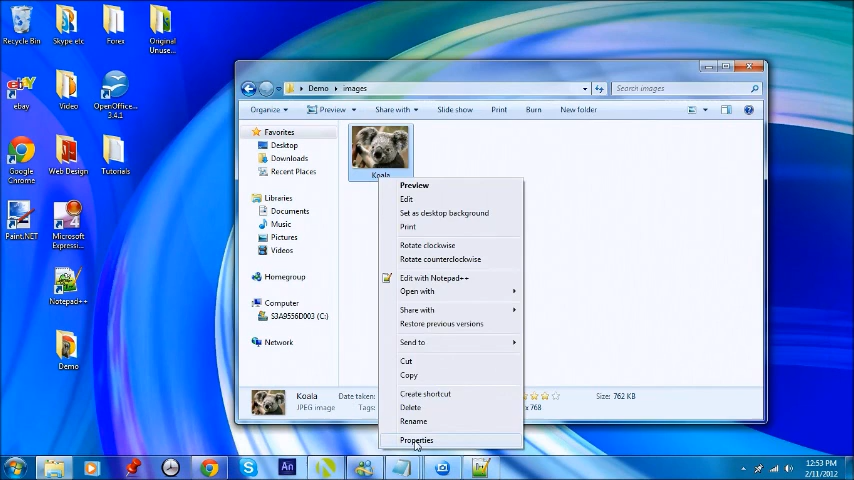 Recycle Bin
Skype etc
Forex
Original
Unuse...
ebay
Video
OpenOffice...
3.4.1
Google
Chrome
Web Design
Tutorials
Paint.NET
Microsoft
Expressi...
Notepad++
Demo
Demo
images
Search images
Organize
Preview
Share with
Slide show
Print
Burn
New folder
Favorites
Desktop
Downloads
Recent Places
Libraries
Documents
Music
Pictures
Videos
Homegroup
Computer
S3A9556D003 (C:)
Network
Koala
Preview
Edit
Set as desktop background
Print
Rotate clockwise
Rotate counterclockwise
Edit with Notepad++
Open with
Share with
Restore previous versions
Send to
Cut
Copy
Create shortcut
Delete
Rename
Properties
Koala
Date taken:
Size: 762 KB
JPEG image
Tags:
x 768
An
12:53 PM
2/11/2012